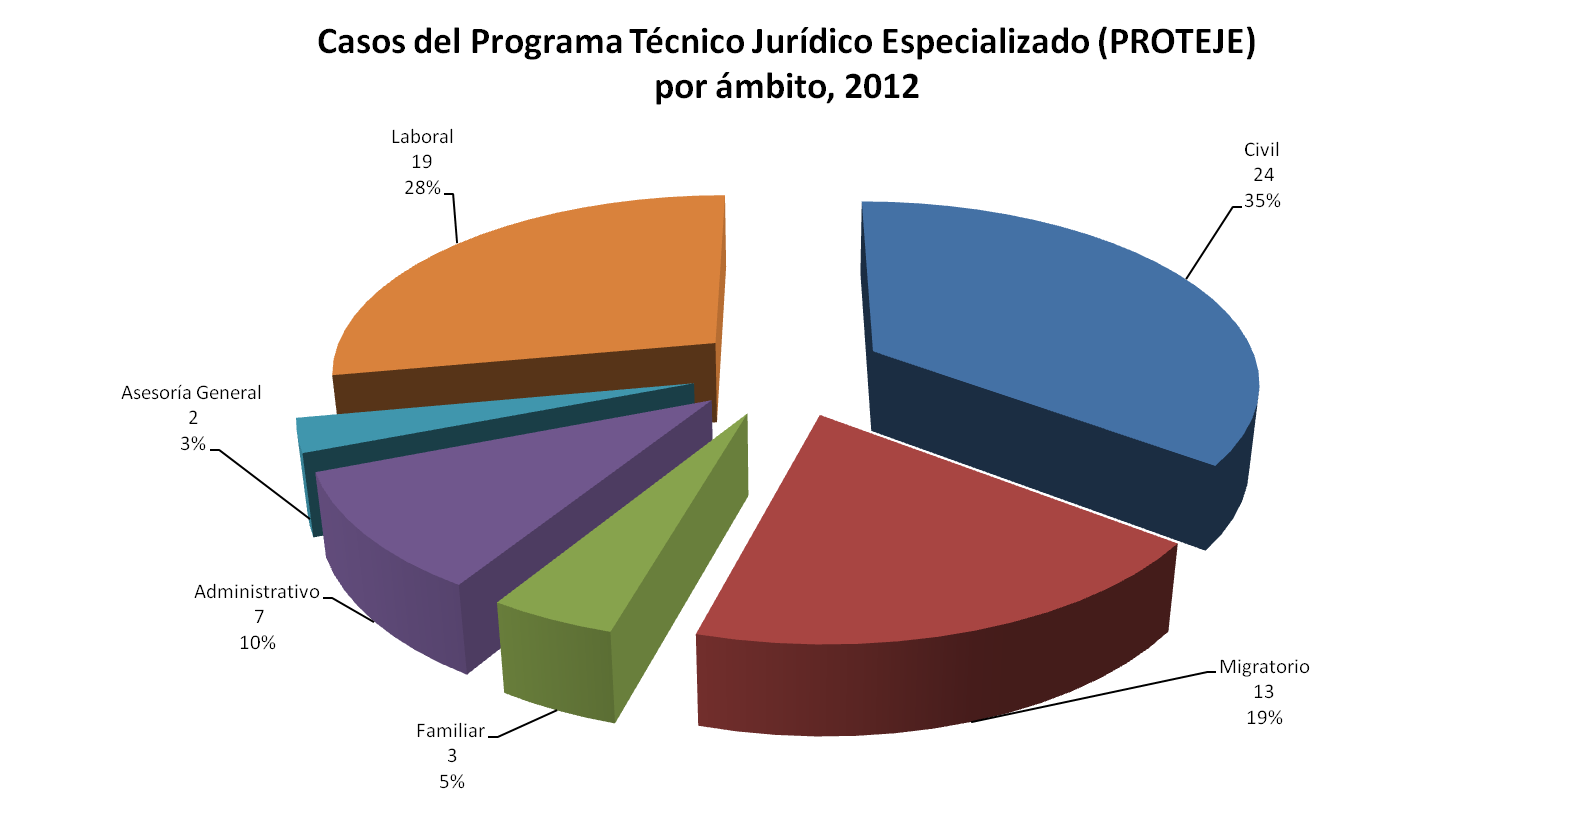 Casos del Programa Técnico Jurídico Especializado (PROTEJE)
por ámbito, 2012
Laboral
19
28%
Civil
24
35%
Asesoría General
2
3%
Administrativo
7
10%
Familiar
3
5%
Migratorio
13
19%